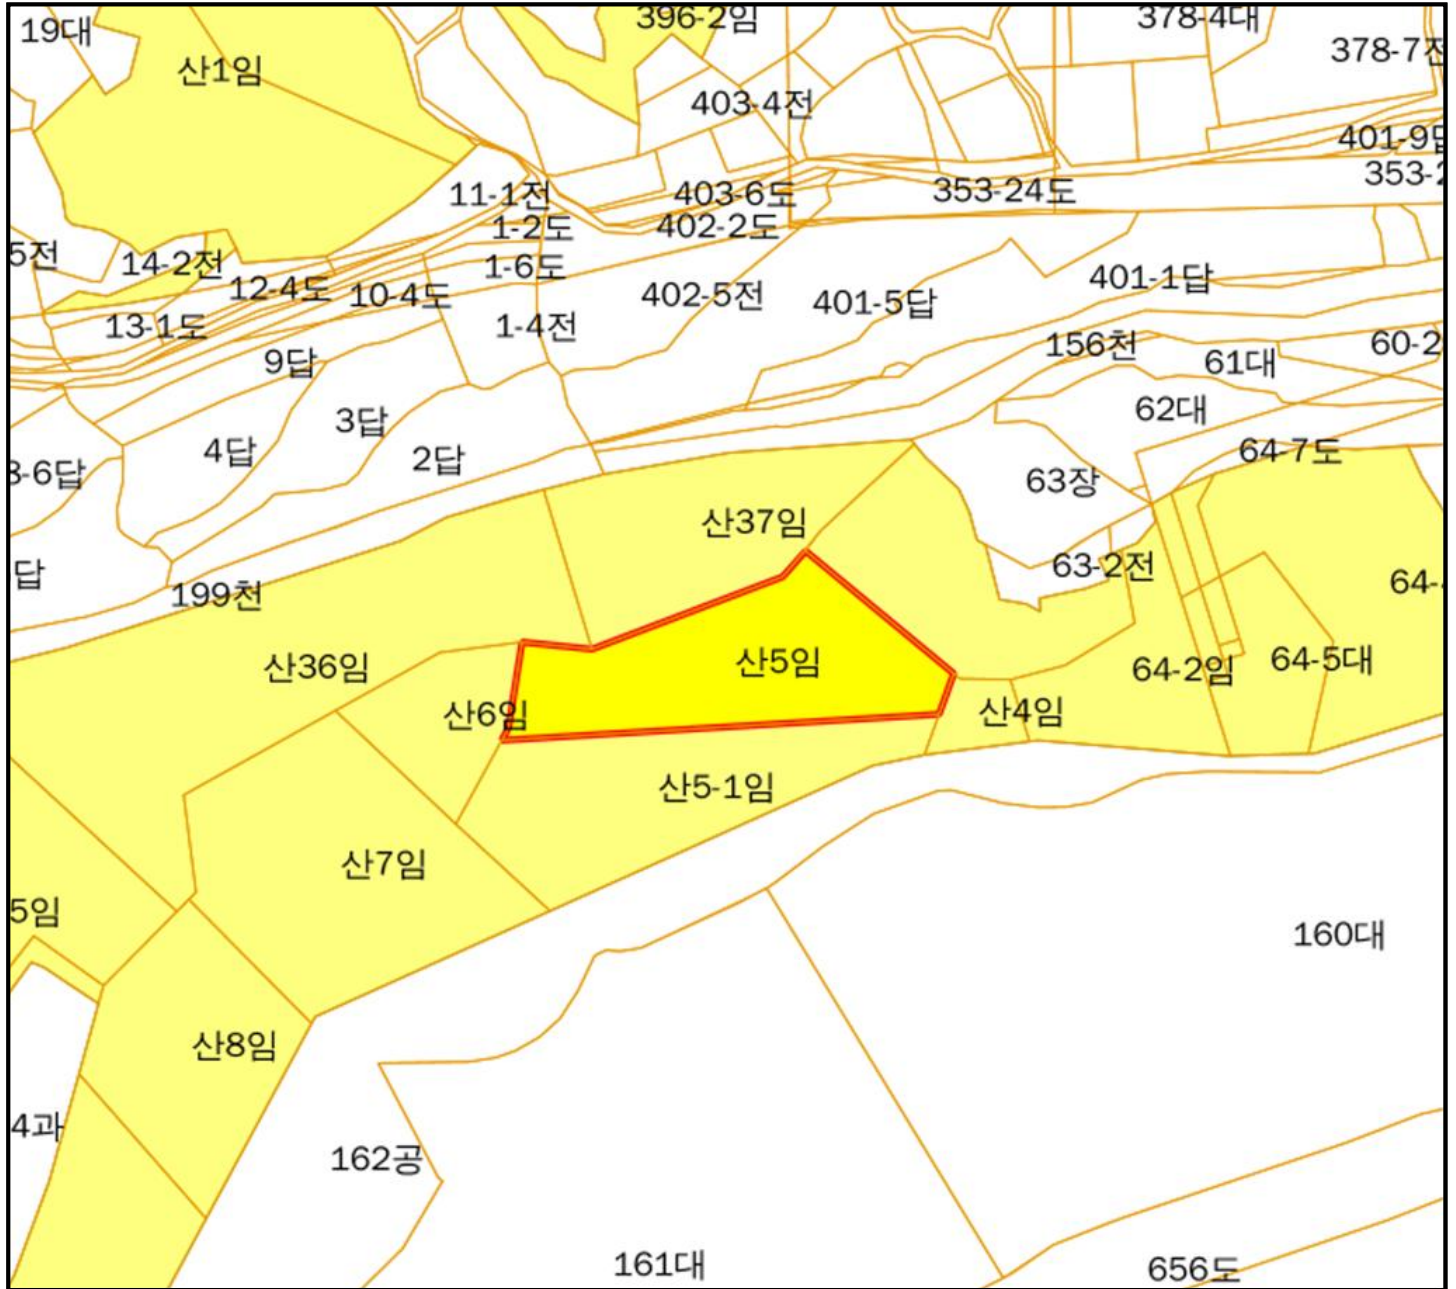 19대
396-2임
378-4대
378-7전
산1임
403-4전
401-9답
353-2
11-1전
403-6도
353-24도
1-2도
402-2도
5전
14-2전
1-6도
12-4도
10-4도
402-5전
401-5답
401-1답
13-1도
1-4전
156천
60-2
9답
61대
3답
62대
4답
2답
64-7도
3-6답
63장
산37임
답
63-2전
64-
199천
산36임
산5임
64-2임
64-5대
산6임
산4임
산5-1임
산7임
5임
160대
산8임
4과
162공
161대
656도